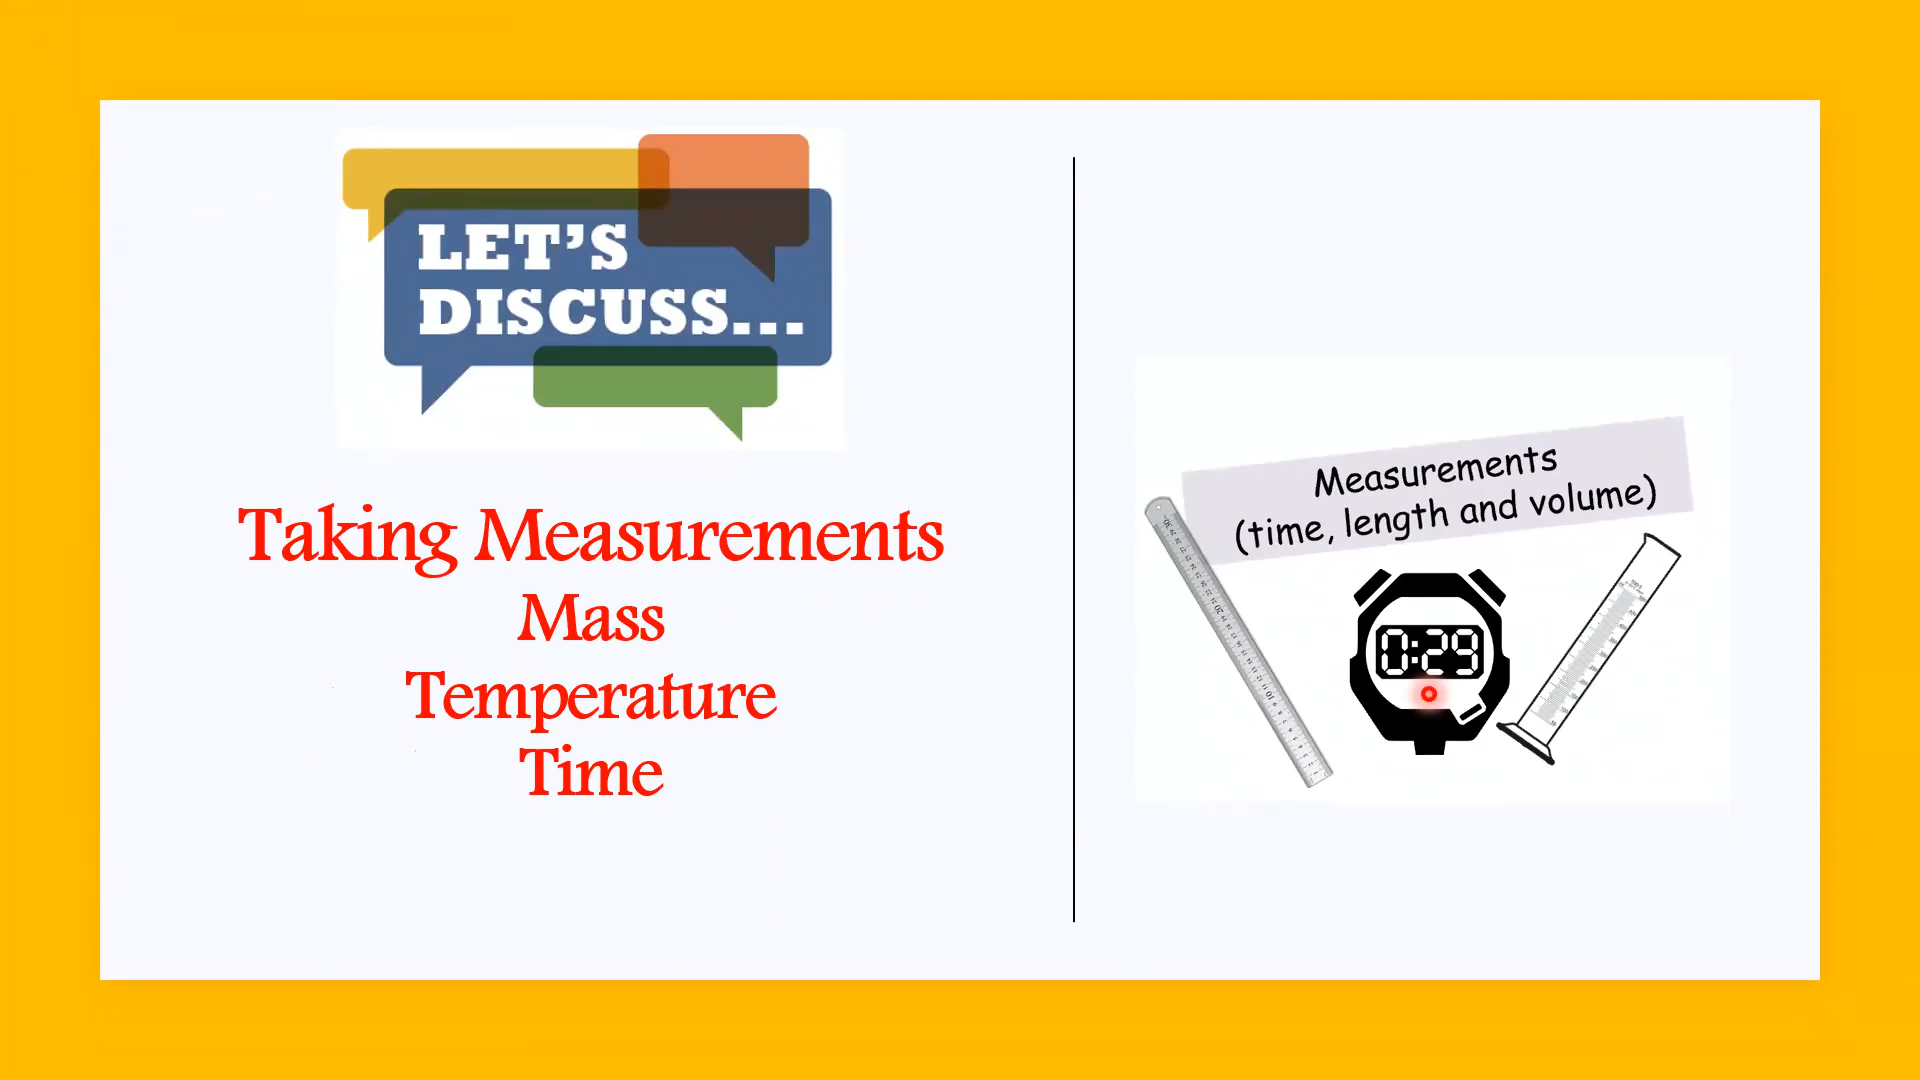 LET'S
DISCUSS...
Taking Measurements
Mass
Temperature
Time
Measurements
(time, length and volume)
0:29